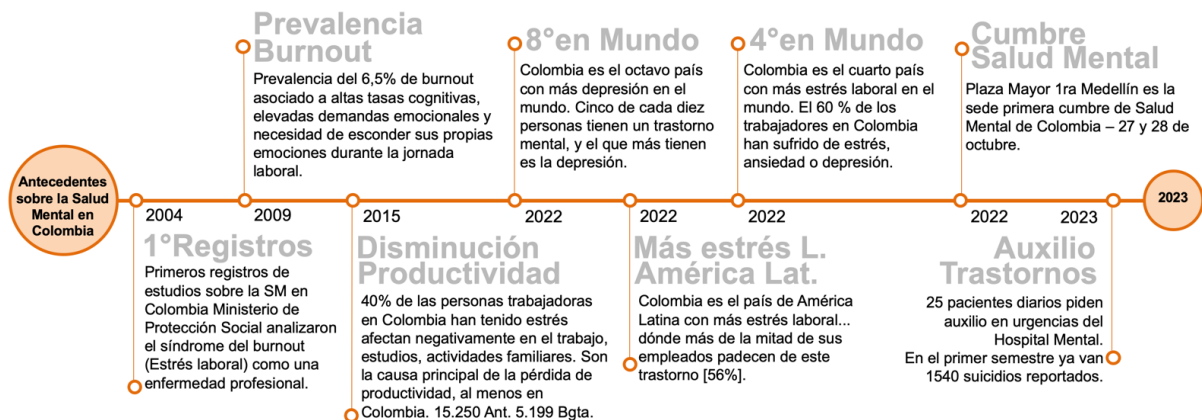 Antecedentes
sobre la Salud
Mental en
Colombia
2004
1°Registros
Primeros registros de
estudios sobre la SM en
Colombia Ministerio de
Protección Social analizaron
el síndrome del burnout
(Estrés laboral) como una
enfermedad profesional.
Prevalencia
Burnout
Prevalencia del 6,5% de burnout
asociado a altas tasas cognitivas,
elevadas demandas emocionales y
necesidad de esconder sus propias
emociones durante la jornada
laboral.
2009
2015
Disminución
Productividad
40% de las personas trabajadoras
en Colombia han tenido estrés
afectan negativamente en el trabajo,
estudios, actividades familiares. Son
la causa principal de la pérdida de
productividad, al menos en
Colombia. 15.250 Ant. 5.199 Bgta.
8°en Mundo
Colombia es el octavo país
con más depresión en el
mundo. Cinco de cada diez
personas tienen un trastorno
mental, y el que más tienen
es la depresión.
2022
2022
Más estrés L.
América Lat.
Colombia es el país de América
Latina con más estrés laboral...
dónde más de la mitad de sus
empleados padecen de este
trastorno [56%].
4°en Mundo
Colombia es el cuarto país
con más estrés laboral en el
mundo. El 60 % de los
trabajadores en Colombia
han sufrido de estrés,
ansiedad o depresión.
2022
Cumbre
Salud Mental
Plaza Mayor 1ra Medellín es la
sede primera cumbre de Salud
Mental de Colombia – 27 y 28 de
octubre.
2022
2023
Auxilio
Trastornos
25 pacientes diarios piden
auxilio en urgencias del
Hospital Mental.
En el primer semestre ya van
1540 suicidios reportados.
2023